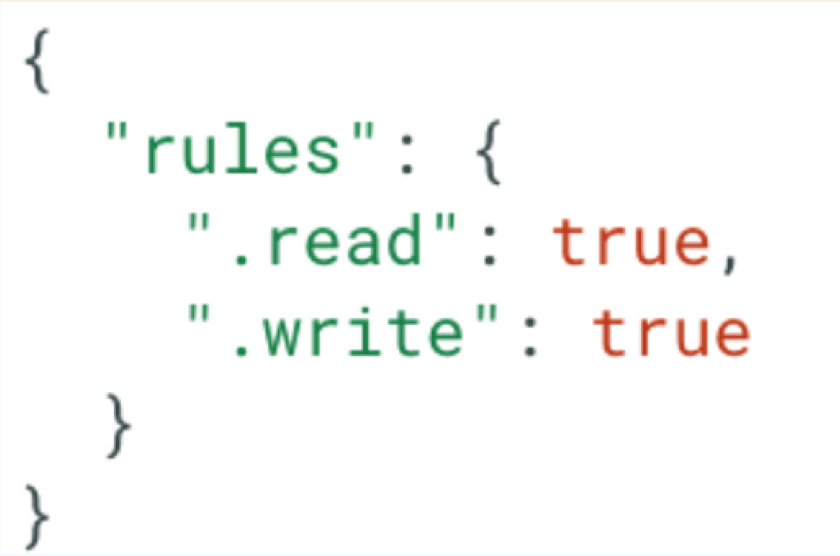 {
"rules": {
".read": true,
".write": true
}
}